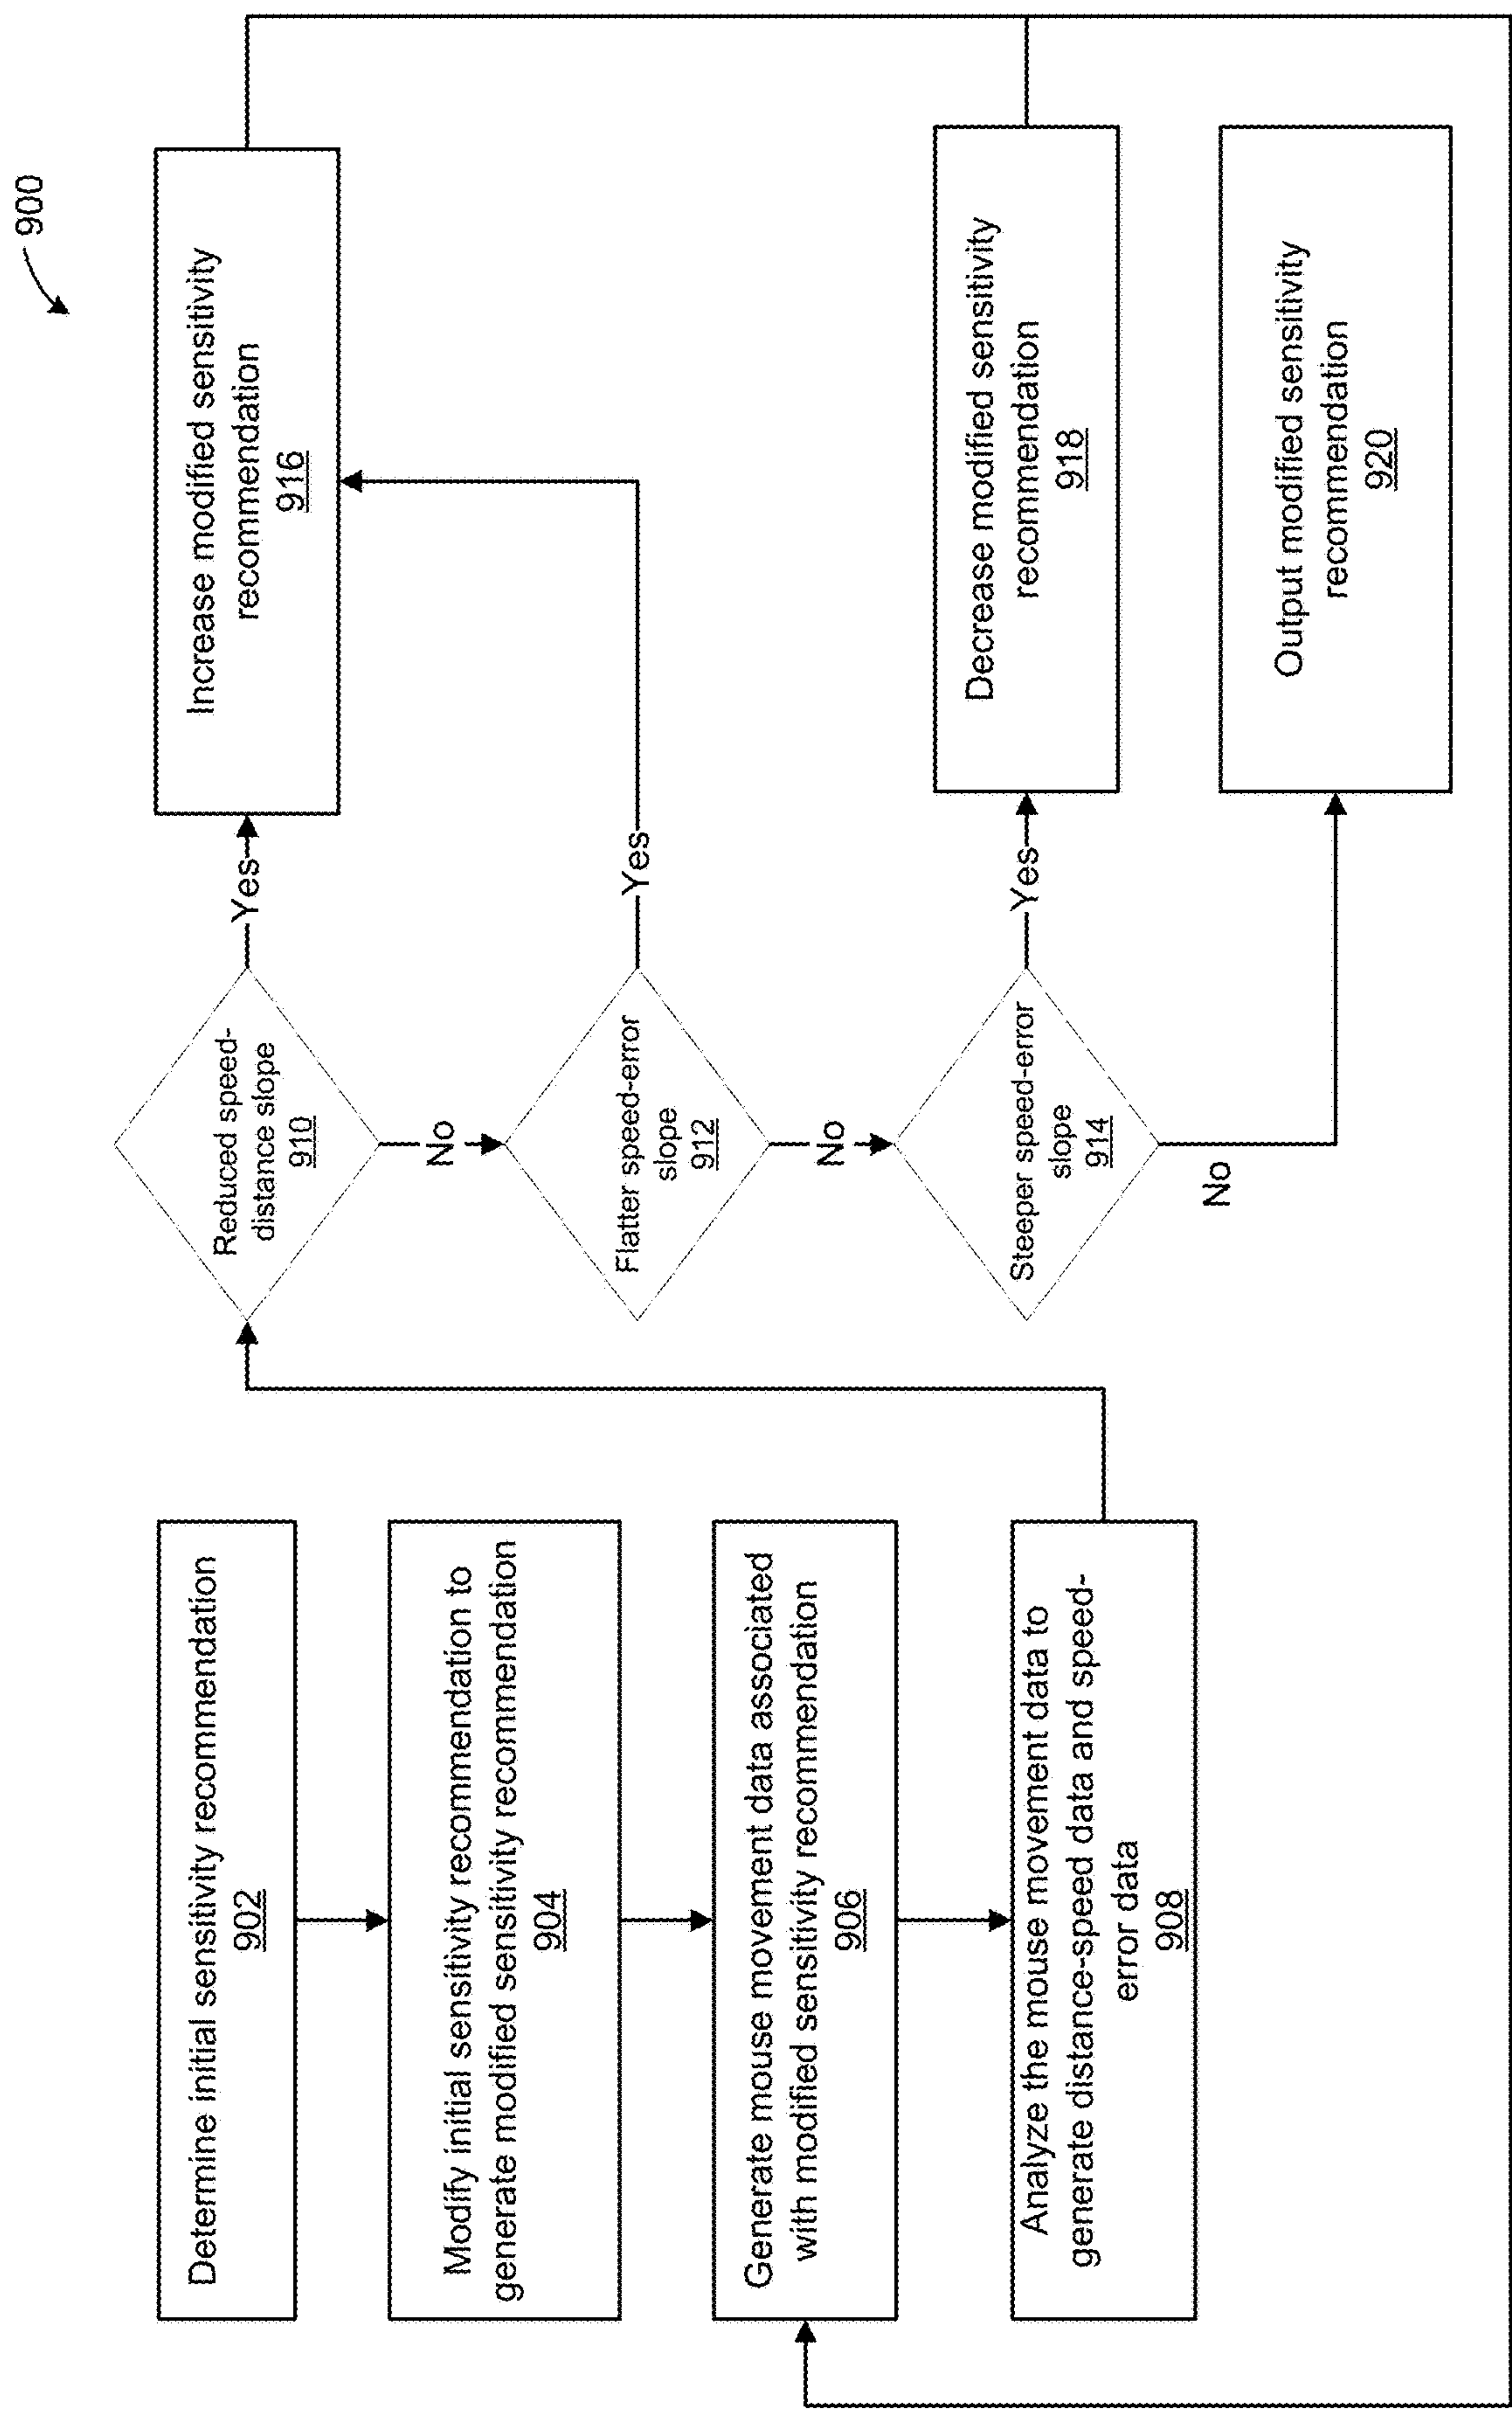 900
Determine initial sensitivity recommendation
902
Modify initial sensitivity recommendation to
generate modified sensitivity recommendation
904
Generate mouse movement data associated
with modified sensitivity recommendation
906
Analyze the mouse movement data to
generate distance-speed data and speed-
error data
908
Reduced speed-
distance slope
910
Yes
No
Flatter speed-error
slope
912
Yes
No
Steeper speed-error
slope
914
Yes
No
Increase modified sensitivity
recommendation
916
Decrease modified sensitivity
recommendation
918
Output modified sensitivity
recommendation
920